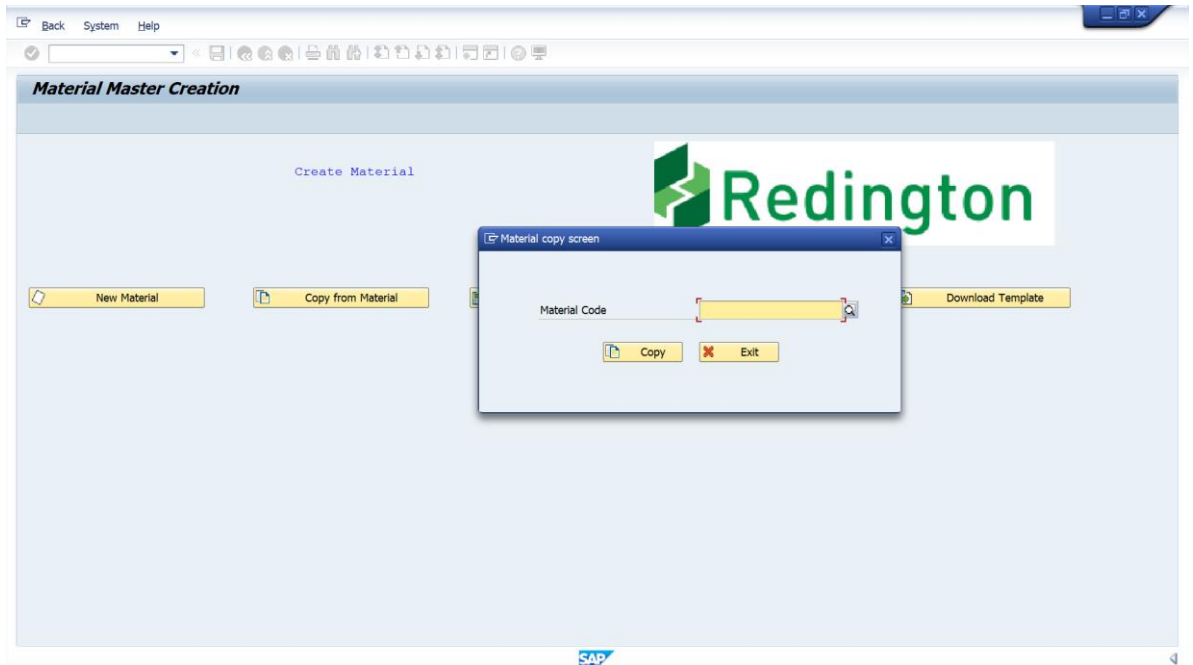 Back System Help
Material Master Creation
Create Material
Redington
Material copy screen
New Material
Copy from Material
Download Template
Material Code
Copy
Exit
SAP